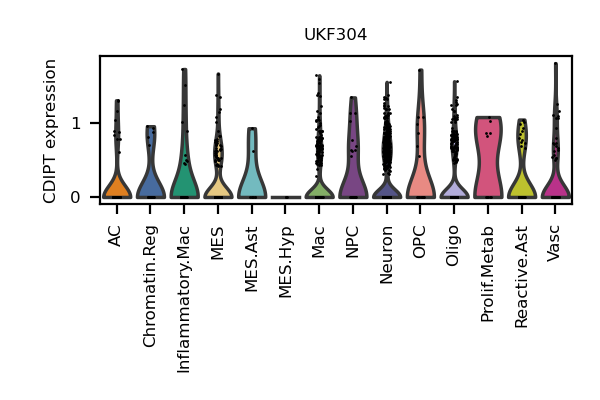 UKF304
CDIPT expression
1
0
AC
Chromatin.Reg
Inflammatory.Mac
MES
MES.Ast
MES.Hyp
Mac
NPC
Neuron
OPC
Oligo
Prolif.Metab
Reactive.Ast
Vasc